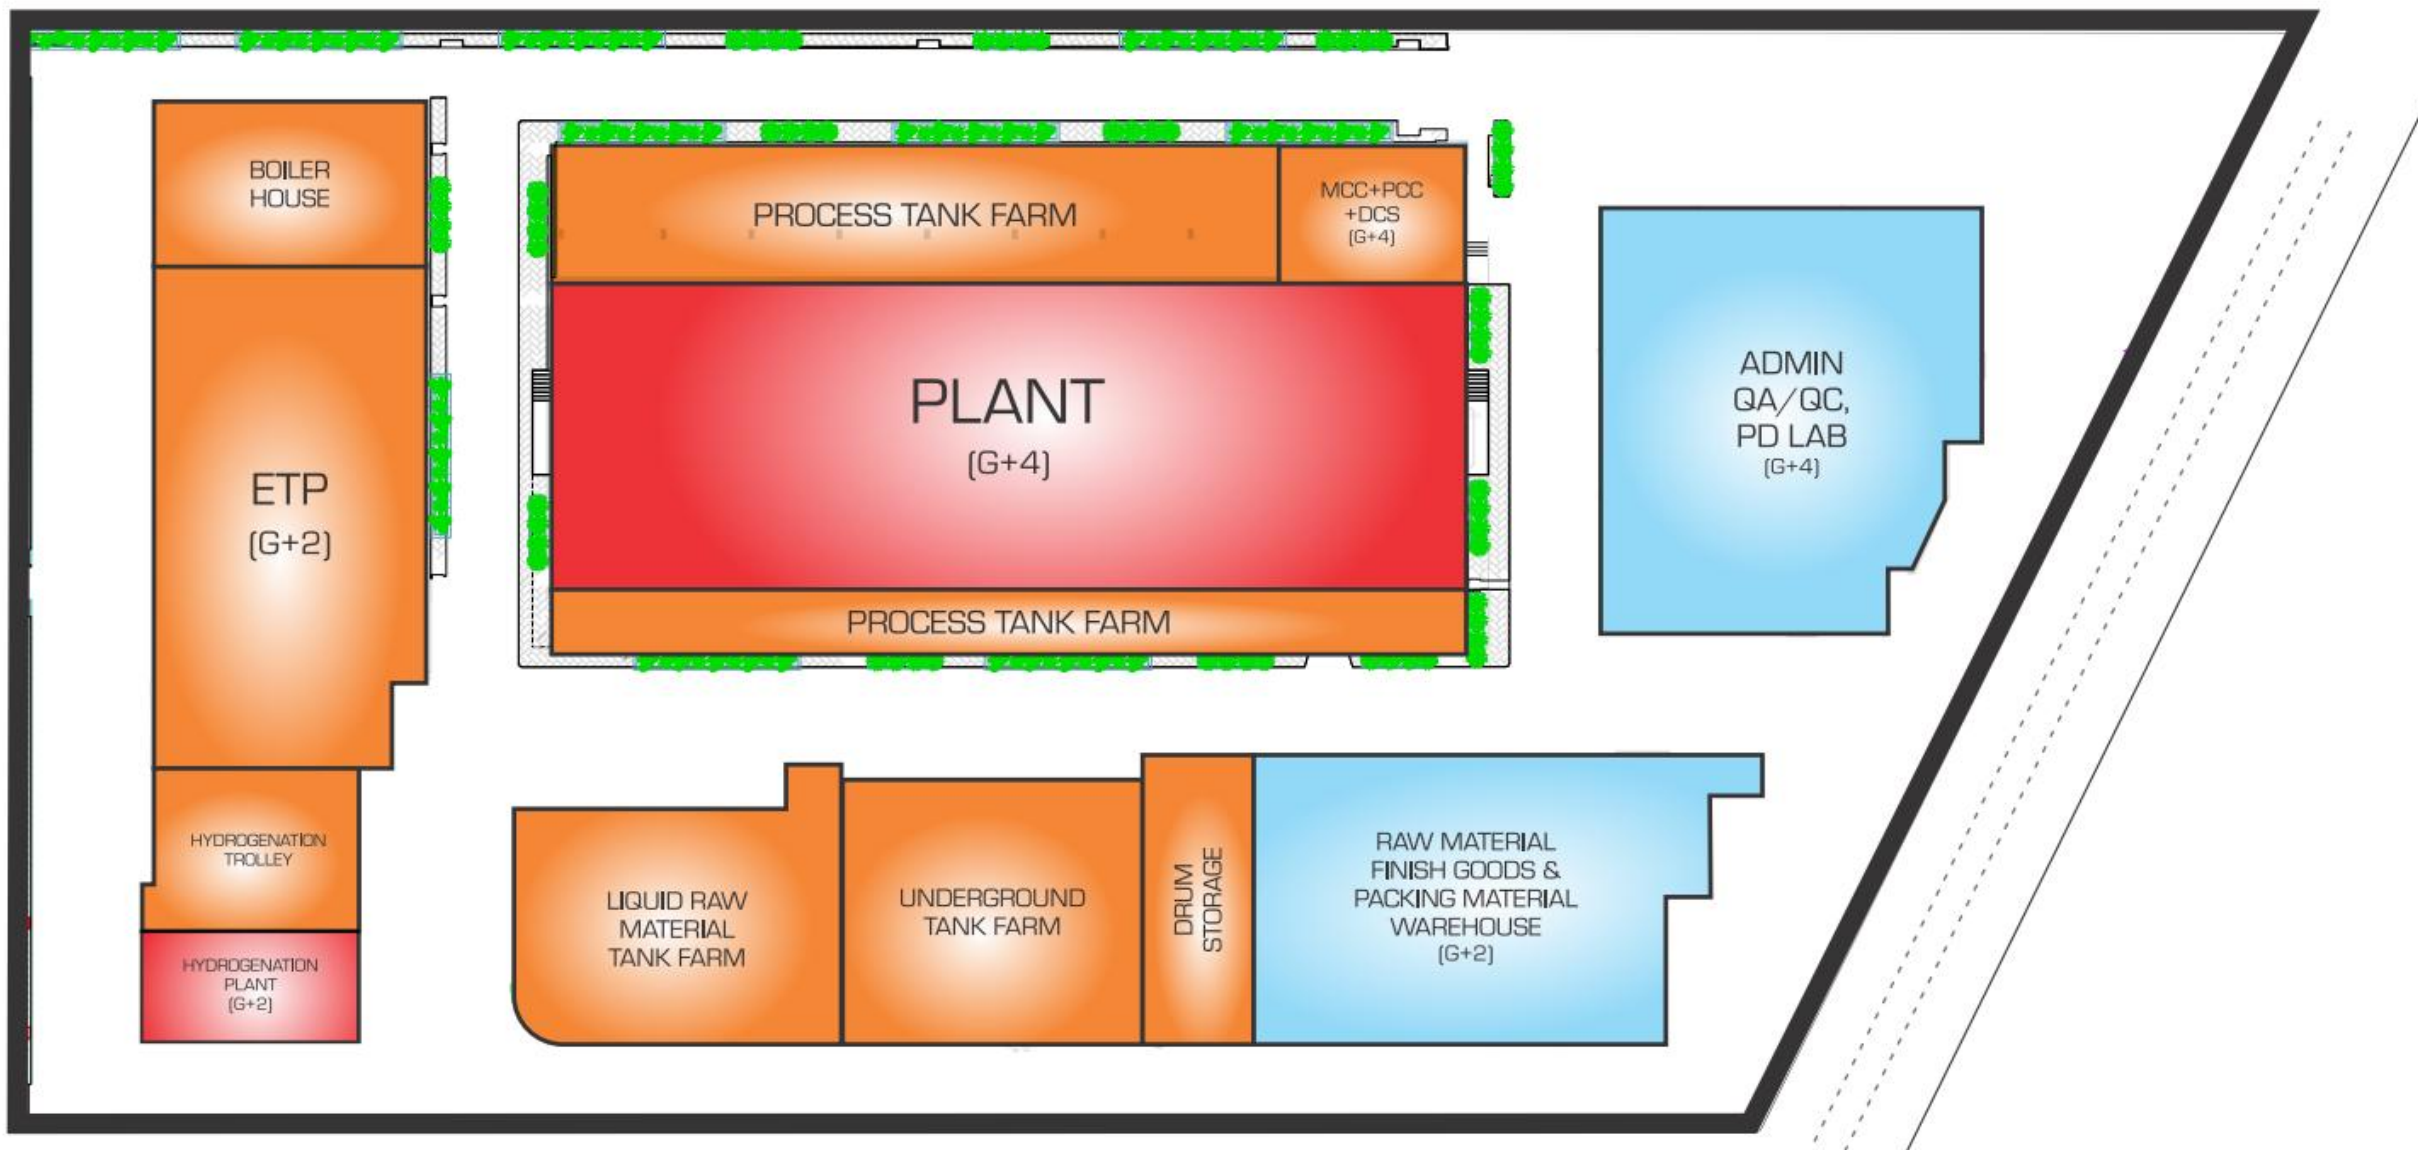 BOILER
HOUSE
PROCESS TANK FARM
MCC+PCC
+DCS
(G+4)
PLANT
(G+4)
ADMIN
QA/QC,
PD LAB
(G+4)
ETP
(G+2)
PROCESS TANK FARM
HYDROGENATION
TROLLEY
HYDROGENATION
PLANT
(G+2)
LIQUID RAW
MATERIAL
TANK FARM
UNDERGROUND
TANK FARM
DRUM
STORAGE
RAW MATERIAL
FINISH GOODS &
PACKING MATERIAL
WAREHOUSE
(G+2)